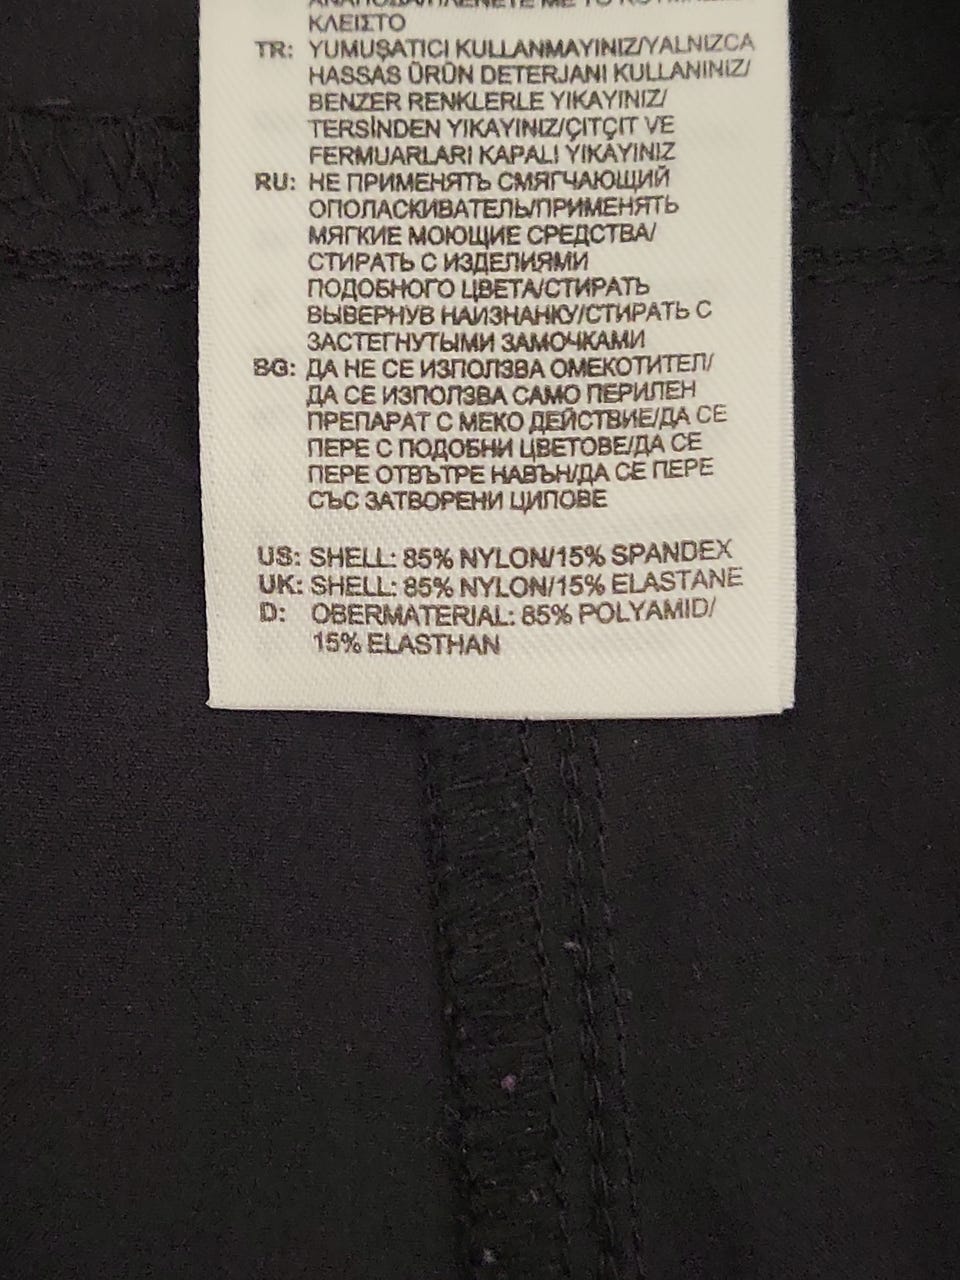 ΚΛΕΙΣΤΟ
TR: YUMUŞATICI KULLANMAYINIZ/YALNIZCA
HASSAS ÜRÜN DETERJANI KULLANINIZ/
BENZER RENKLERLE YIKAYINIZ/
TERSİNDEN YIKAYINIZ/ÇITÇIT VE
FERMUARLARI KAPALI YIKAYINIZ
RU: НЕ ПРИМЕНЯТЬ СМЯГЧАЮЩИЙ
ОПОЛАСКИВАТЕЛЬ/ПРИМЕНЯТЬ
МЯГКИЕ МОЮЩИЕ СРЕДСТВА/
СТИРАТЬ С ИЗДЕЛИЯМИ
ПОДОБНОГО ЦВЕТА/СТИРАТЬ
ВЫВЕРНУВ НАИЗНАНКУ/СТИРАТЬ С
ЗАСТЕГНУТЫМИ ЗАМОЧКАМИ
BG: ДА НЕ СЕ ИЗПОЛЗВА ОМЕКОТИТЕЛ/
ДА СЕ ИЗПОЛЗВА САМО ПЕРИЛЕН
ПРЕПАРАТ С МЕКО ДЕЙСТВИЕ/ДА СЕ
ПЕРЕ С ПОДОБНИ ЦВЕТОВЕ/ДА СЕ
ПЕРЕ ОТВЪТРЕ НАВЪН/ДА СЕ ПЕРЕ
СЪС ЗАТВОРЕНИ ЦИПОВЕ
US: SHELL: 85% NYLON/15% SPANDEX
UK: SHELL: 85% NYLON/15% ELASTANE
D: OBERMATERIAL: 85% POLYAMID/
15% ELASTHAN